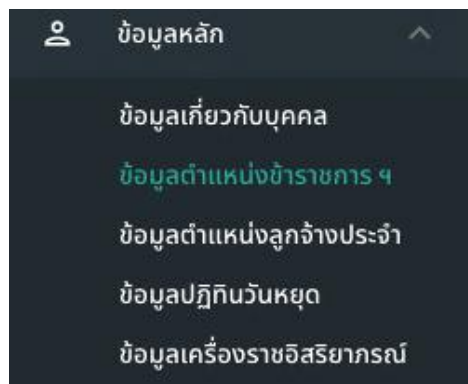 ข้อมูลหลัก
ข้อมูลเกี่ยวกับบุคคล
ข้อมูลตำแหน่งข้าราชการ ฯ
ข้อมูลตำแหน่งลูกจ้างประจำ
ข้อมูลปฏิทินวันหยุด
ข้อมูลเครื่องราชอิสริยาภรณ์